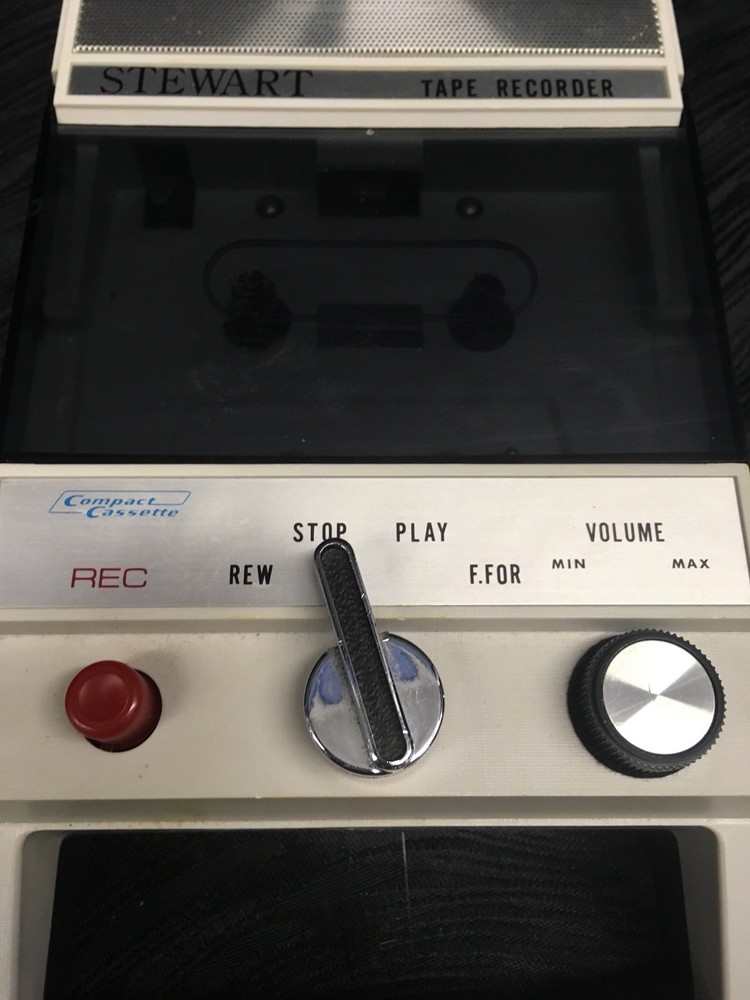 STEWART TAPE RECORDER
Compact
Cassette
STOP PLAY VOLUME
REC REW F.FOR MIN MAX